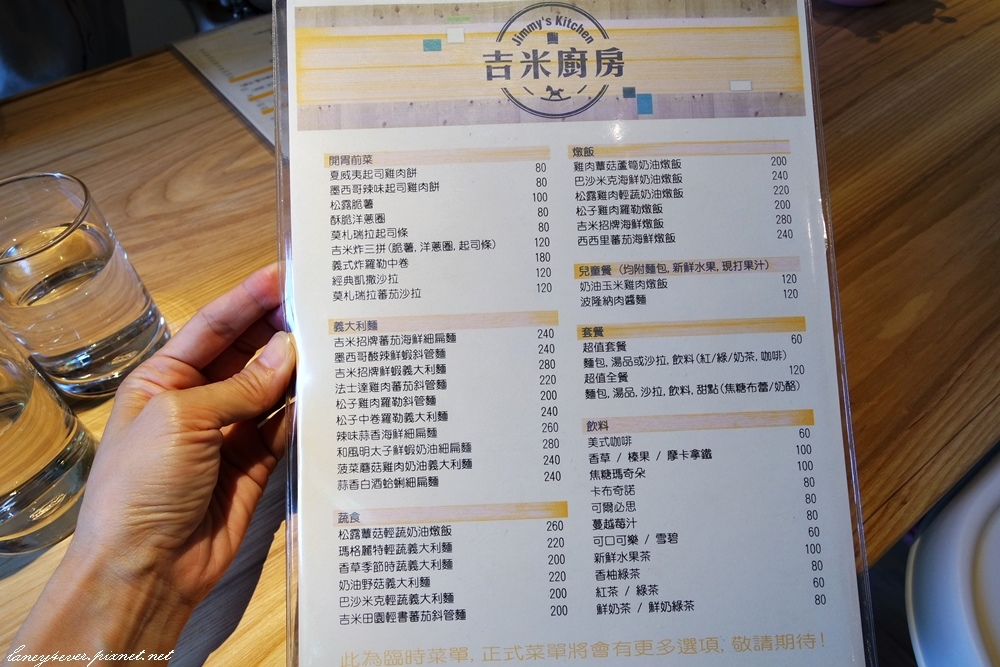 Jimmy's Kitchen
吉米廚房
開胃前菜
夏威夷起司雞肉餅 80
墨西哥辣味起司雞肉餅 80
松露脆薯 100
酥脆洋蔥圈 80
莫札瑞拉起司條 80
吉米炸三拼(脆薯, 洋蔥圈, 起司條) 120
義式炸羅勒中卷 180
經典凱撒沙拉 120
莫札瑞拉蕃茄沙拉 120
義大利麵
吉米招牌蕃茄海鮮細扁麵 240
墨西哥酸辣鮮蝦斜管麵 240
吉米招牌鮮蝦義大利麵 280
法士達雞肉蕃茄斜管麵 220
松子雞肉羅勒斜管麵 200
松子中卷羅勒義大利麵 240
辣味蒜香海鮮細扁麵 260
和風明太子鮮蝦奶油細扁麵 280
菠菜蘑菇雞肉奶油義大利麵 240
蒜香白酒蛤蜊細扁麵 240
蔬食
松露蕈菇輕蔬奶油燉飯 260
瑪格麗特輕蔬義大利麵 220
香草季節時蔬義大利麵 200
奶油野菇義大利麵 220
巴沙米克輕蔬義大利麵 200
吉米田園輕書蕃茄斜管麵 200
燉飯
雞肉蕈菇蘆筍奶油燉飯 200
巴沙米克海鮮奶油燉飯 240
松露雞肉輕蔬奶油燉飯 220
松子雞肉羅勒燉飯 200
吉米招牌海鮮燉飯 280
西西里蕃茄海鮮燉飯 240
兒童餐 (均附麵包, 新鮮水果, 現打果汁)
奶油玉米雞肉燉飯 120
波隆納肉醬麵 120
套餐
超值套餐 60
麵包, 湯品或沙拉, 飲料(紅/綠/奶茶, 咖啡)
超值全餐 120
麵包, 湯品, 沙拉, 飲料, 甜點(焦糖布蕾/奶酪)
飲料
美式咖啡 60
香草 / 榛果 / 摩卡拿鐵 100
焦糖瑪奇朵 100
卡布奇諾 80
可爾必思 80
蔓越莓汁 80
可口可樂 / 雪碧 60
新鮮水果茶 100
香柚綠茶 80
紅茶 / 綠茶 60
鮮奶茶 / 鮮奶綠茶 80
此為臨時菜單, 正式菜單將會有更多選項, 敬請期待!
laney4ever.pixnet.net